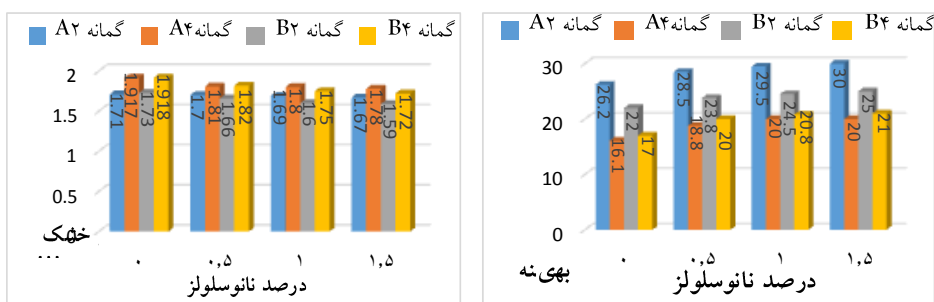 گمانه A۲ گمانهA۴ گمانه B۲ گمانه B۴
2
1.5
1
0.5
0
1.71 1.917 1.73 1.918
1.7 1.81 1.66 1.82
1.69 1.8 1.6 1.75
1.67 1.78 1.59 1.72
خشک
...
۰ ۰٫۵ ۱ ۱٫۵
درصد نانوسلولز
گمانه A۲ گمانه A۴ گمانه B۲ گمانه B۴
30
20
10
0
26.2 16.1 22 17
28.5 18.8 23.8 20
29.5 20 24.5 20.8
30 20 25 21
بهینه
۰ ۰٫۵ ۱ ۱٫۵
درصد نانوسلولز